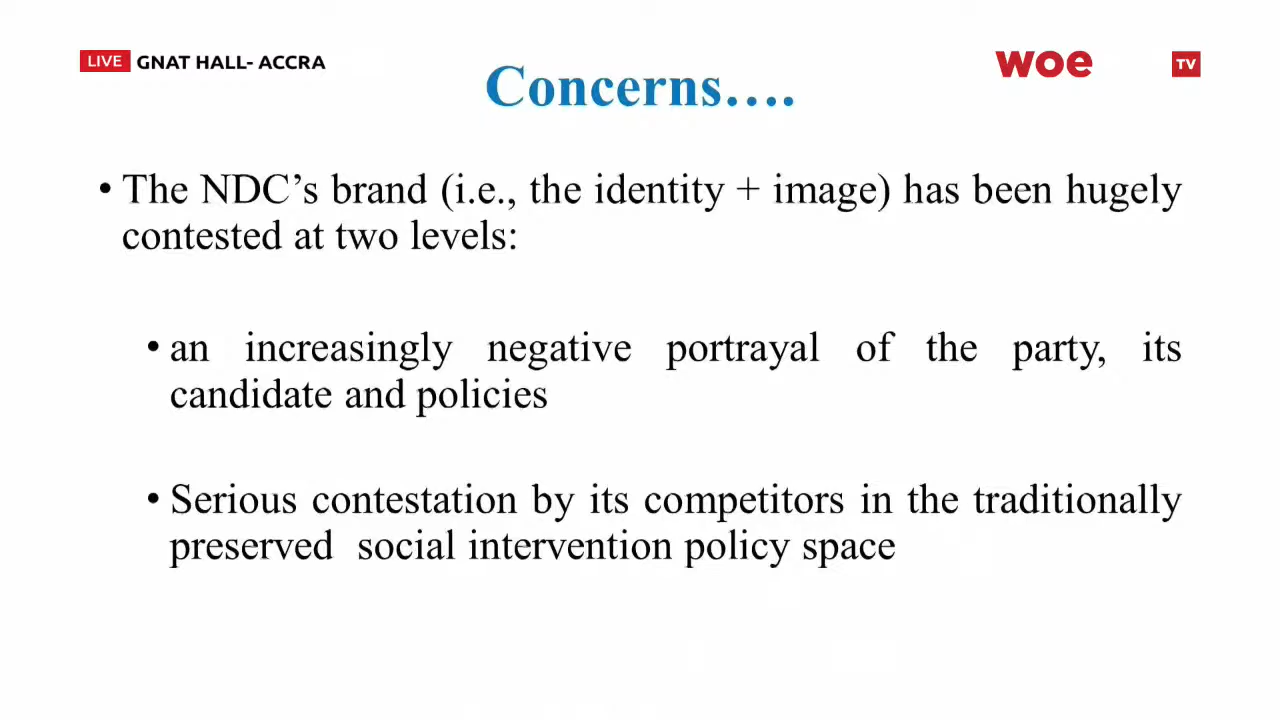 LIVE GNAT HALL- ACCRA
woe TV
Concerns….
• The NDC’s brand (i.e., the identity + image) has been hugely
contested at two levels:
• an increasingly negative portrayal of the party, its
candidate and policies
• Serious contestation by its competitors in the traditionally
preserved social intervention policy space